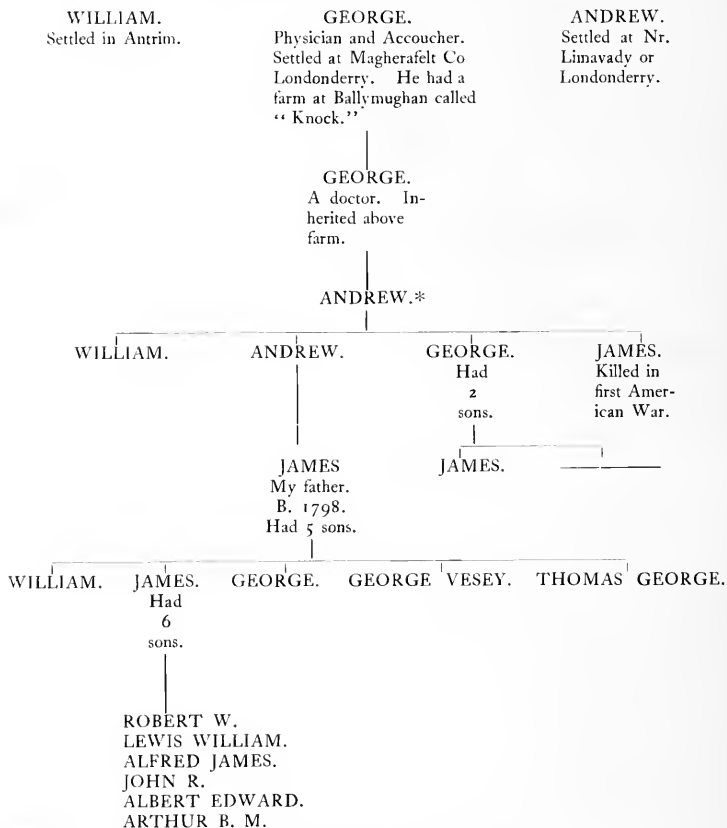 WILLIAM.
Settled in Antrim.
GEORGE.
Physician and Accoucher.
Settled at Magherafelt Co
Londonderry. He had a
farm at Ballymughan called
“ Knock.”
ANDREW.
Settled at Nr.
Limavady or
Londonderry.
GEORGE.
A doctor. In-
herited above
farm.
ANDREW.*
WILLIAM.
ANDREW.
GEORGE.
Had
2
sons.
JAMES.
Killed in
first Amer-
ican War.
JAMES
My father.
B. 1798.
Had 5 sons.
JAMES.
WILLIAM.
JAMES.
Had
6
sons.
GEORGE.
GEORGE VESEY.
THOMAS GEORGE.
ROBERT W.
LEWIS WILLIAM.
ALFRED JAMES.
JOHN R.
ALBERT EDWARD.
ARTHUR B. M.